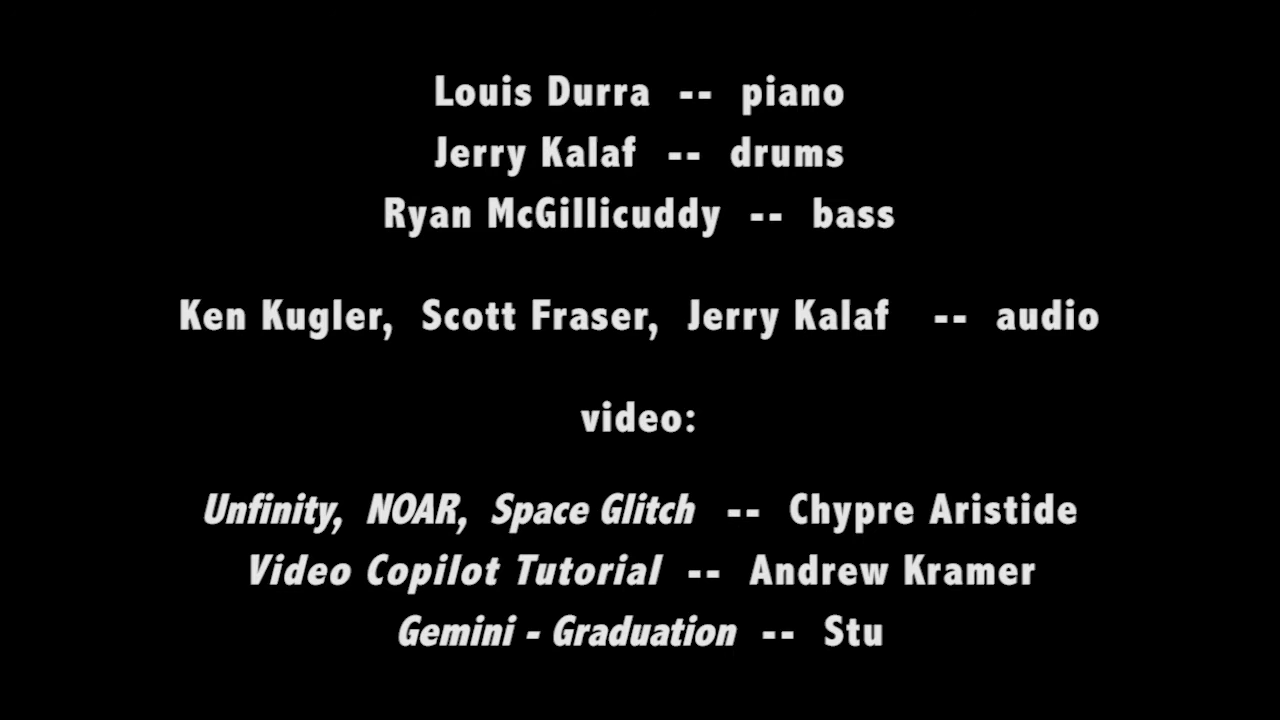 Louis Durra -- piano
Jerry Kalaf -- drums
Ryan McGillicuddy -- bass
Ken Kugler, Scott Fraser, Jerry Kalaf -- audio
video:
Unfinity, NOAR, Space Glitch -- Chypre Aristide
Video Copilot Tutorial -- Andrew Kramer
Gemini - Graduation -- Stu